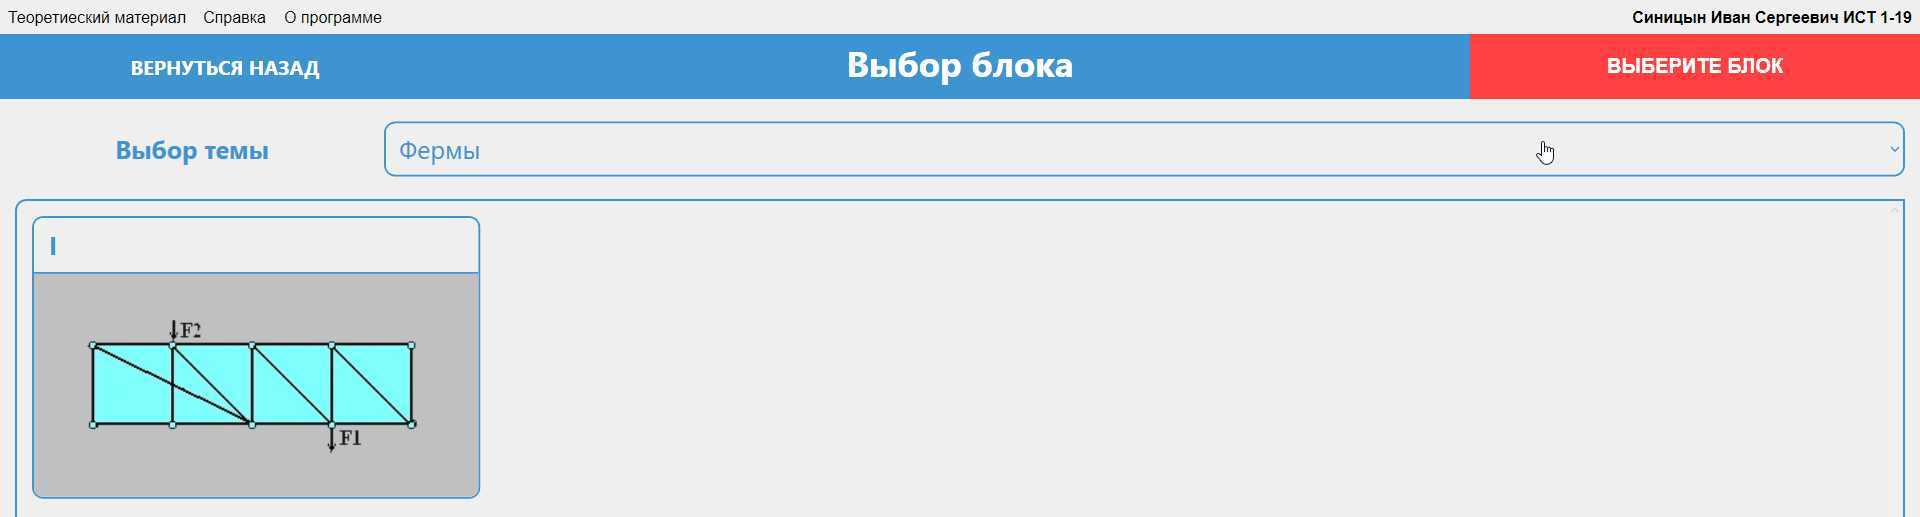 Теоретиеский материал Справка О программе Синицын Иван Сергеевич ИСТ 1-19
ВЕРНУТЬСЯ НАЗАД Выбор блока ВЫБЕРИТЕ БЛОК
Выбор темы Фермы
I
F2
F1